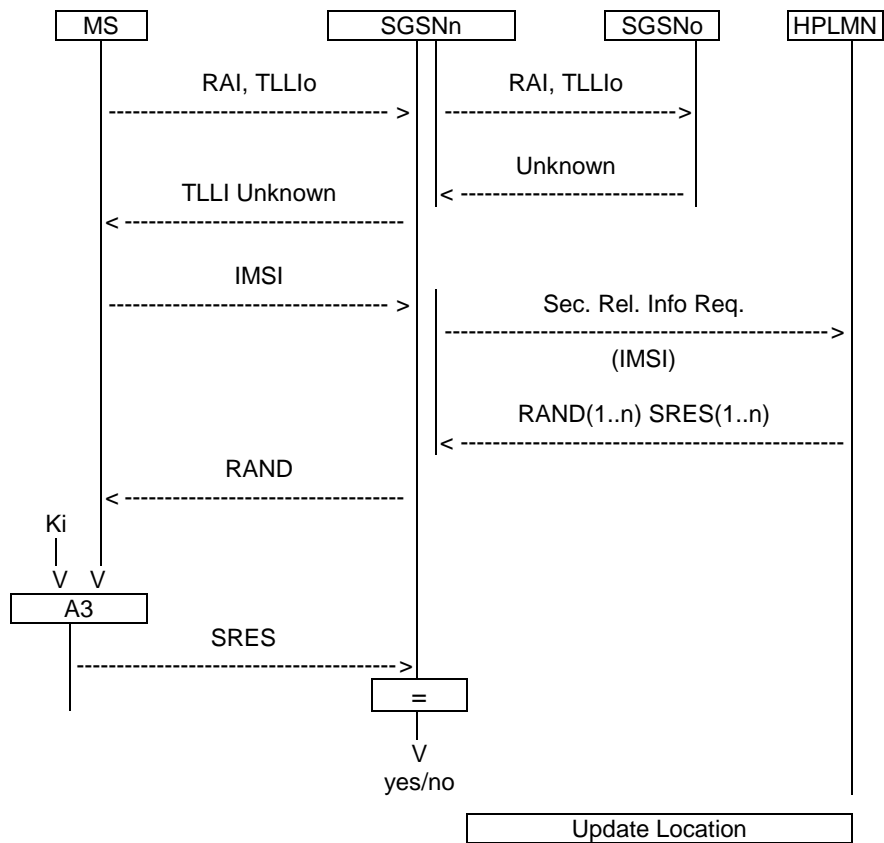 MS SGSNn SGSNo HPLMN
RAI, TLLIo RAI, TLLIo
---------------------------------- > ------------------------------>
Unknown
TLLI Unknown < ---------------------------
< ----------------------------------
IMSI
---------------------------------- > Sec. Rel. Info Req.
----------------------------------------------->
(IMSI)
RAND(1..n) SRES(1..n)
< -----------------------------------------------
RAND
< ----------------------------------
Ki
V V
A3
SRES
--------------------------------------->
=
V
yes/no
Update Location